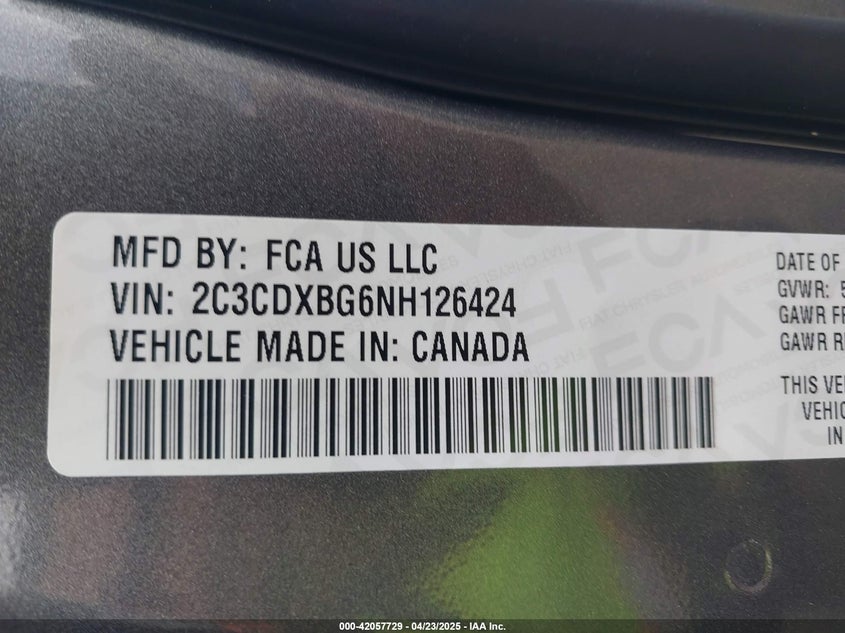 MFD BY: FCA US LLC
VIN: 2C3CDXBG6NH126424
VEHICLE MADE IN: CANADA
DATE OF
GVWR: 5
GAWR F
GAWR R
THIS VE
VEHIC
IN
000-42057729 - 04/23/2025 - IAA Inc.